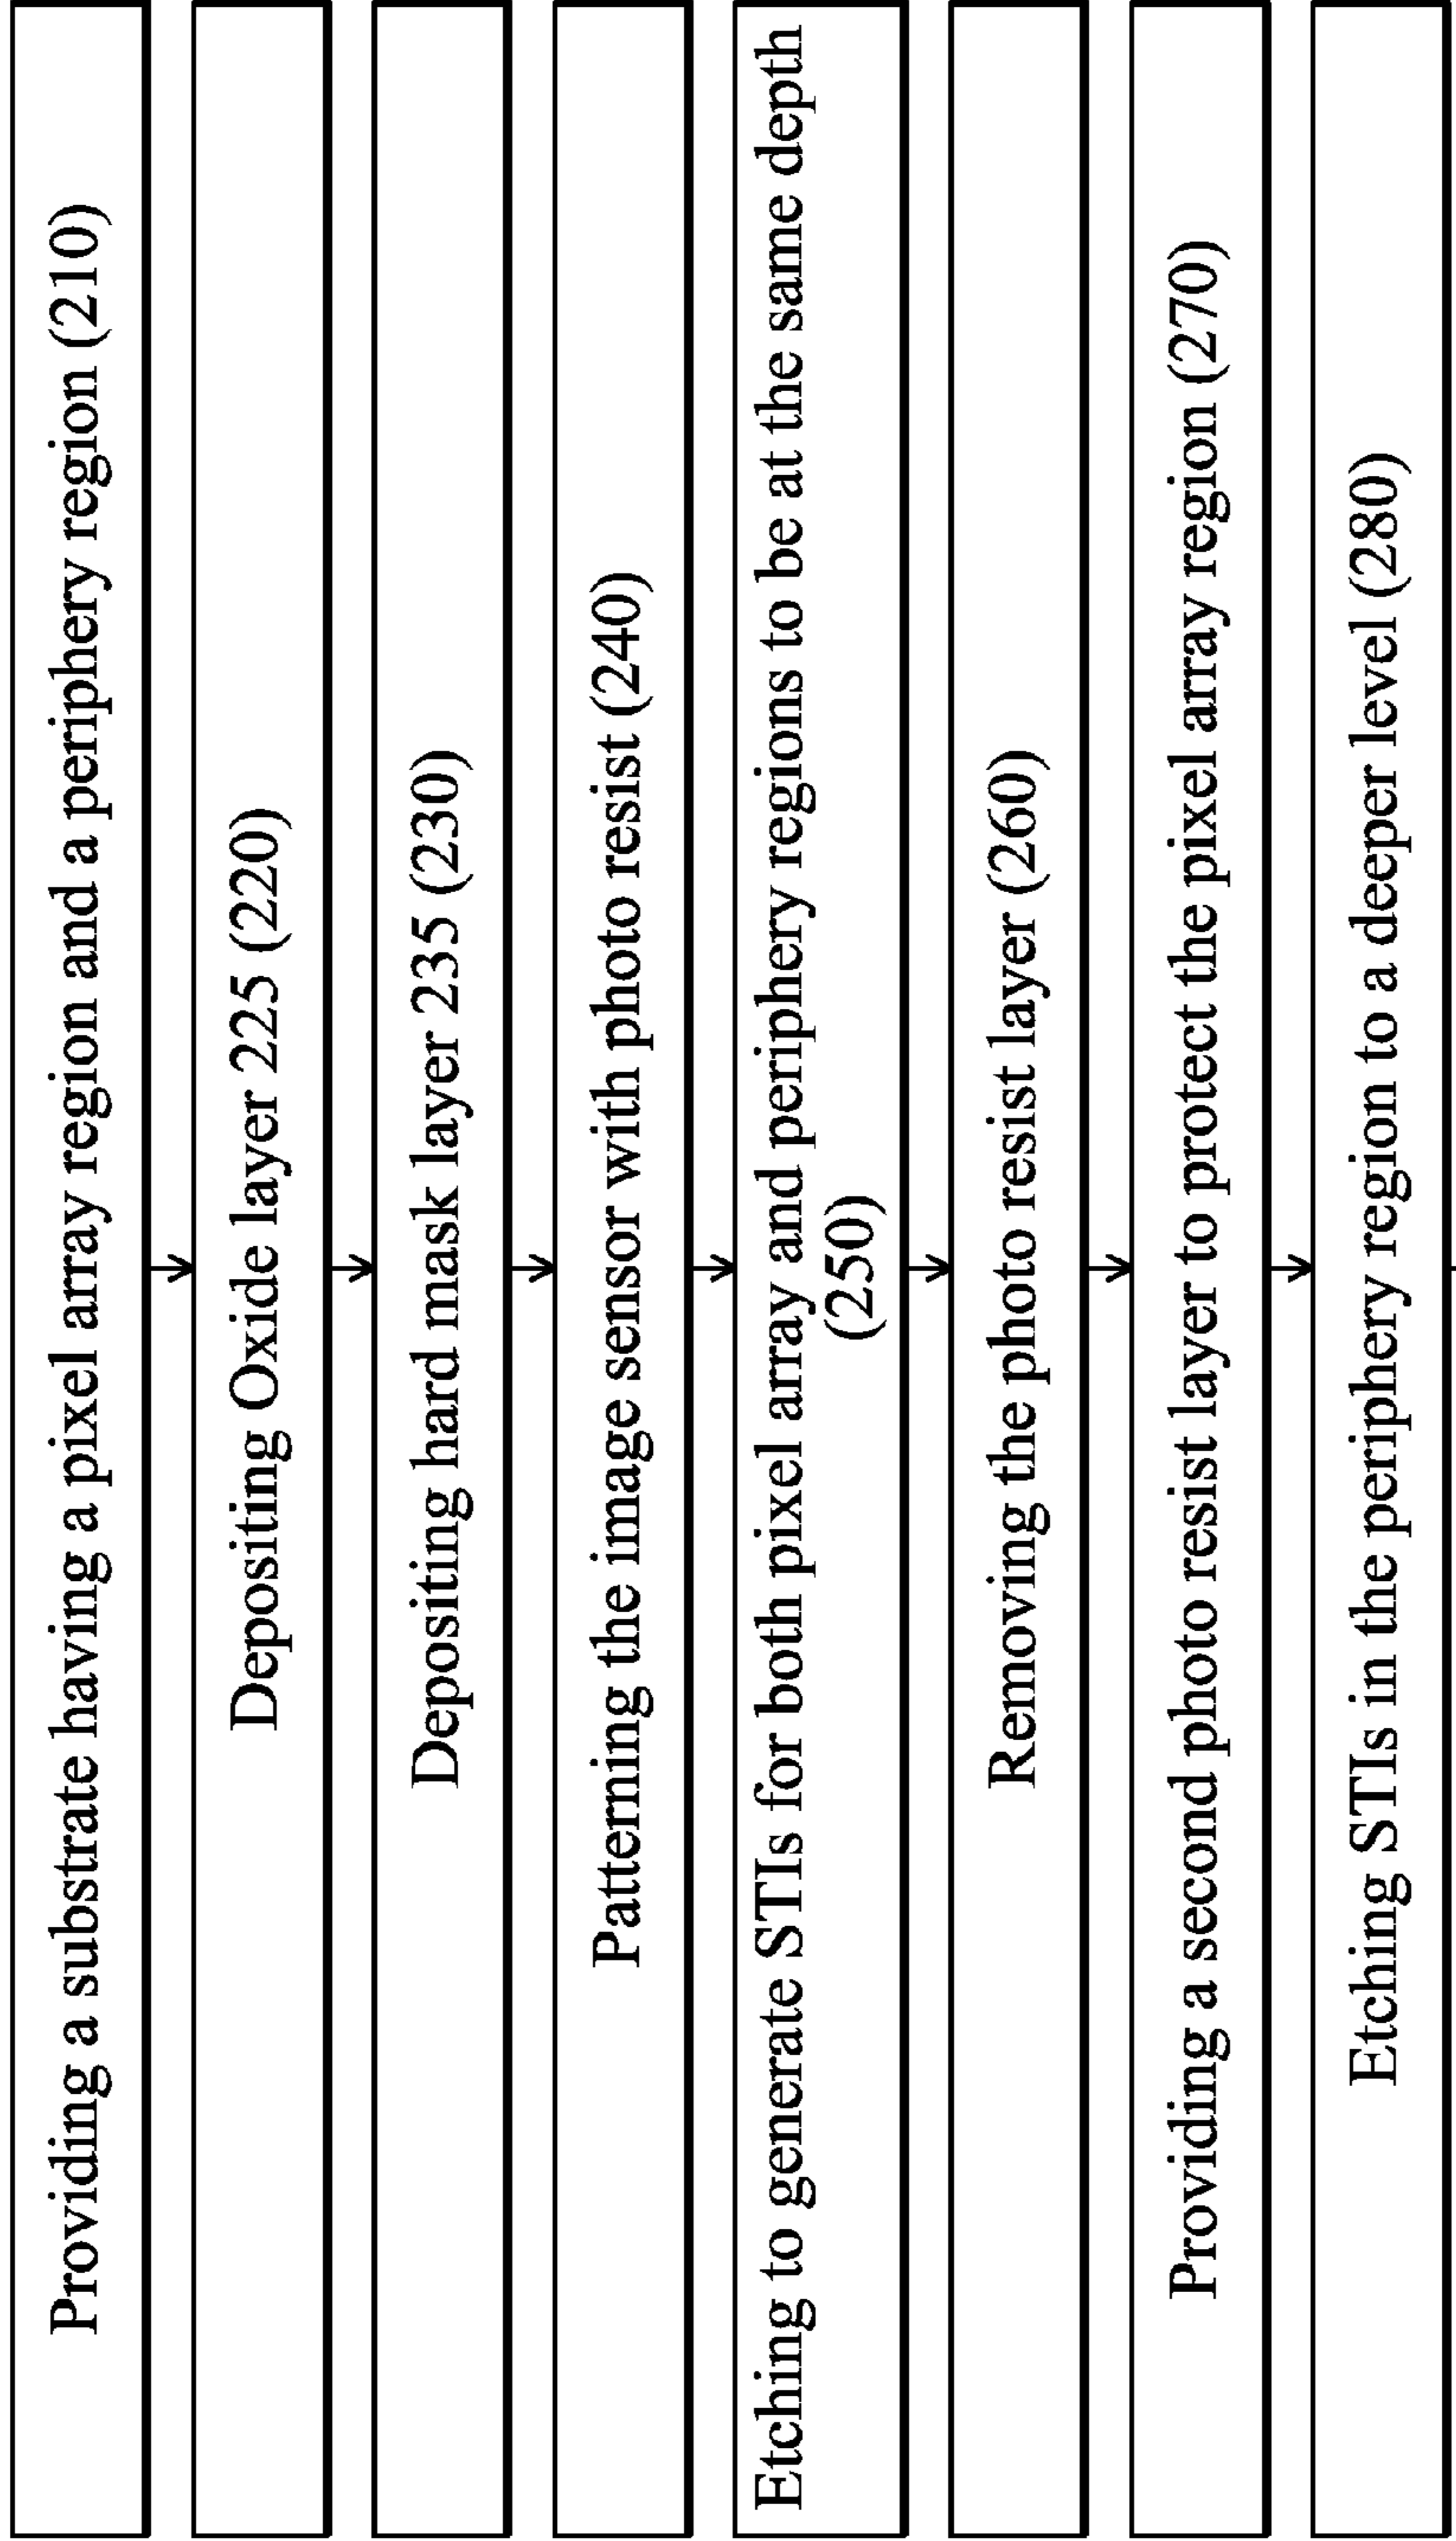 Providing a substrate having a pixel array region and a periphery region (210)
Depositing Oxide layer 225 (220)
Depositing hard mask layer 235 (230)
Patterning the image sensor with photo resist (240)
Etching to generate STIs for both pixel array and periphery regions to be at the same depth
(250)
Removing the photo resist layer (260)
Providing a second photo resist layer to protect the pixel array region (270)
Etching STIs in the periphery region to a deeper level (280)